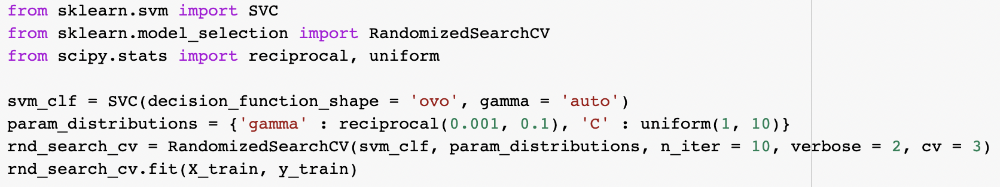 from sklearn.svm import SVC
from sklearn.model_selection import RandomizedSearchCV
from scipy.stats import reciprocal, uniform
svm_clf = SVC(decision_function_shape = 'ovo', gamma = 'auto')
param_distributions = {'gamma' : reciprocal(0.001, 0.1), 'C' : uniform(1, 10)}
rnd_search_cv = RandomizedSearchCV(svm_clf, param_distributions, n_iter = 10, verbose = 2, cv = 3)
rnd_search_cv.fit(X_train, y_train)